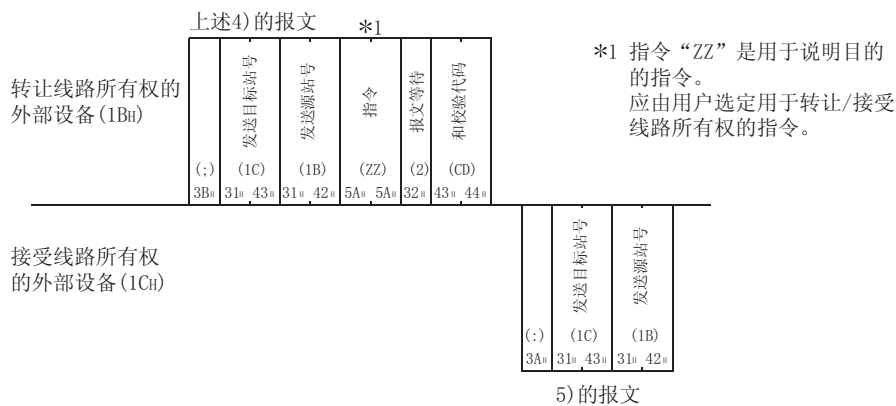 上述4)的报文
*1
*1 指令“ZZ”是用于说明目的
的指令。
应由用户选定用于转让/接受
线路所有权的指令。
转让线路所有权的
外部设备(1BH)
发送目标站号
发送源站号
指令
报文等待
和校验代码
(;) (1C) (1B) (ZZ) (2) (CD)
3BH 31H 43H 31H 42H 5AH 5AH 32H 43H 44H
接受线路所有权
的外部设备(1CH)
发送目标站号
发送源站号
(:) (1C) (1B)
3AH 31H 43H 31H 42H
5)的报文